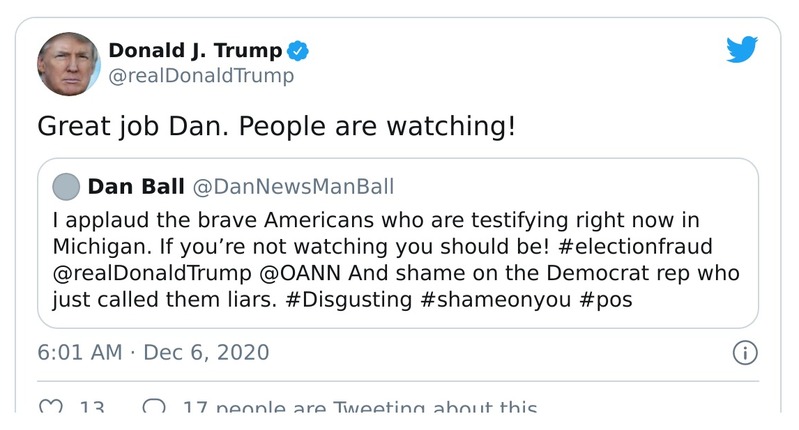 Donald J. Trump
@realDonaldTrump
Great job Dan. People are watching!
Dan Ball @DanNewsManBall
I applaud the brave Americans who are testifying right now in
Michigan. If you’re not watching you should be! #electionfraud
@realDonaldTrump @OANN And shame on the Democrat rep who
just called them liars. #Disgusting #shameonyou #pos
6:01 AM · Dec 6, 2020
13 17 people are Tweeting about this